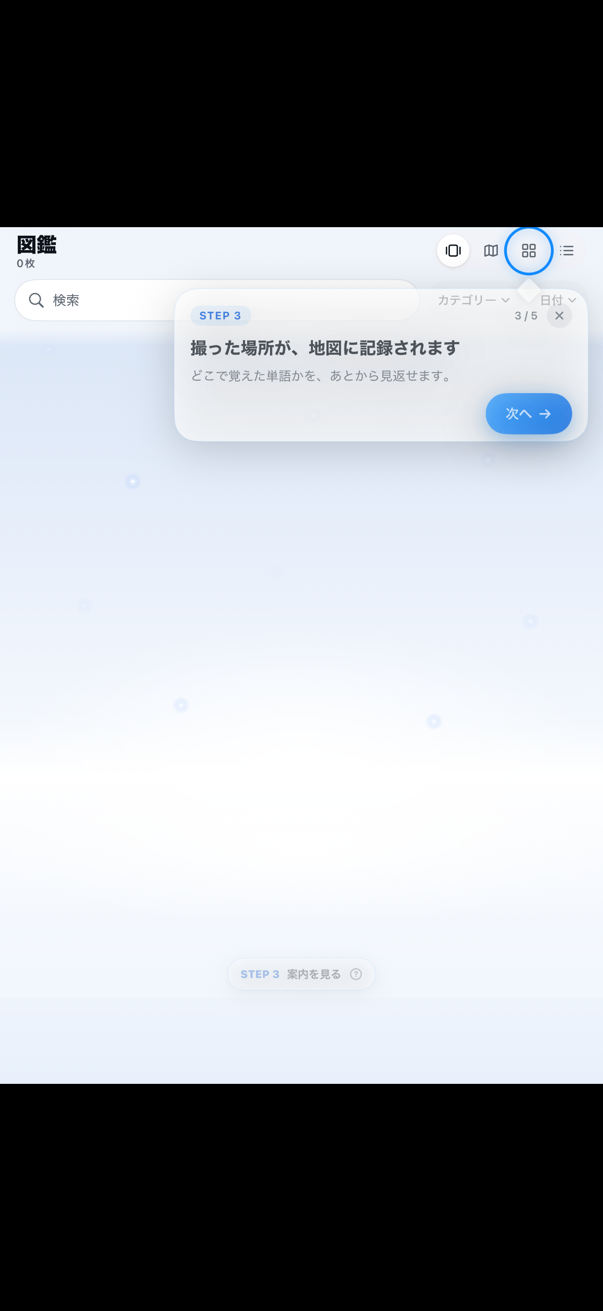 図鑑
0枚
検索
カテゴリー
日付
STEP 3
3 / 5
撮った場所が、地図に記録されます
どこで覚えた単語かを、あとから見返せます。
次へ →
STEP 3 案内を見る ?